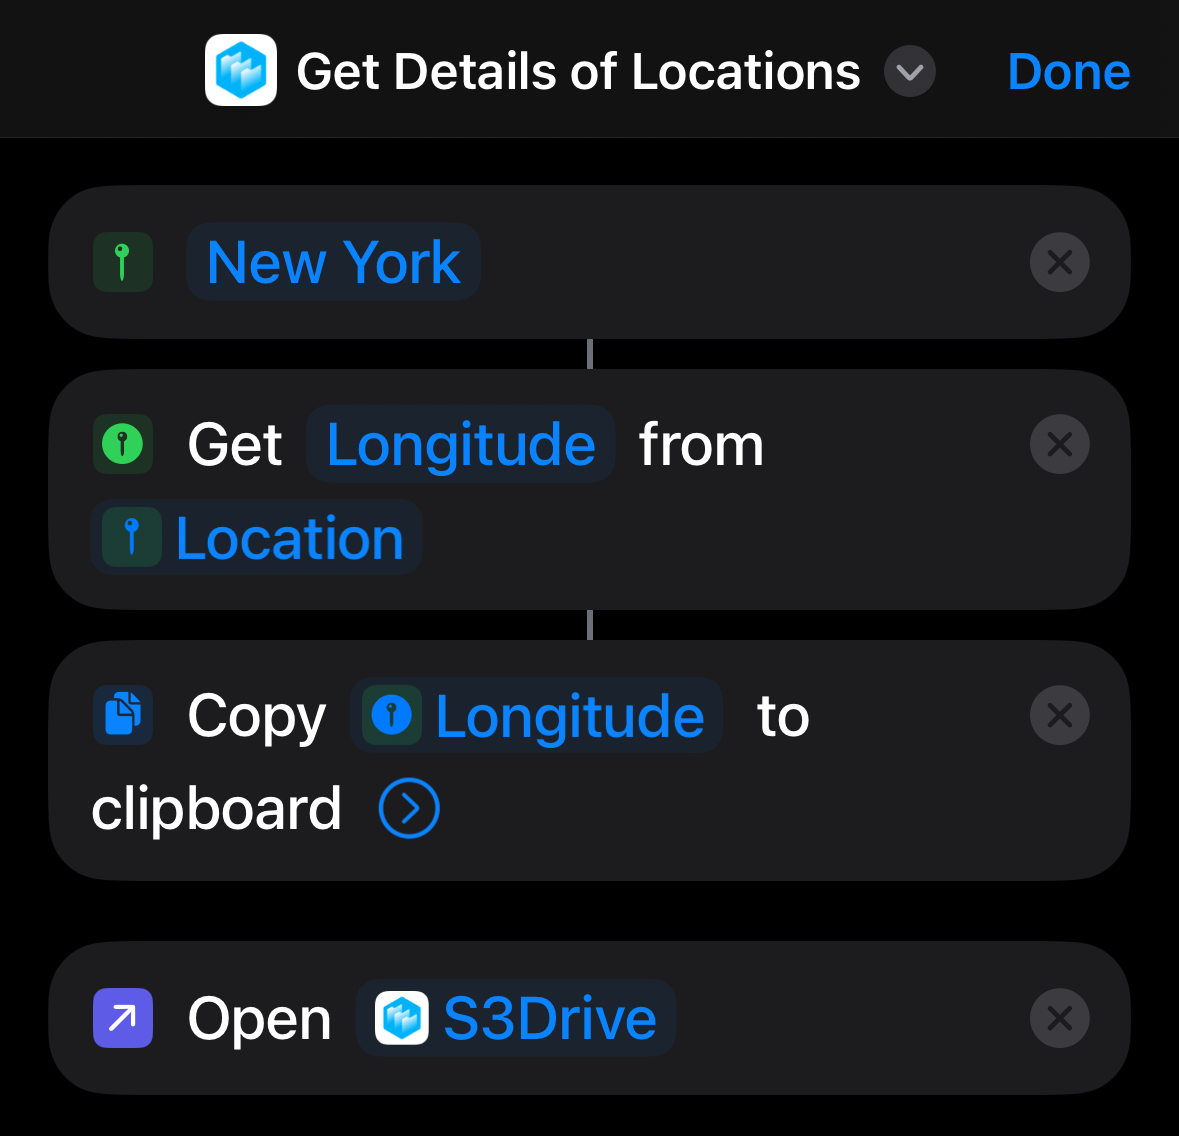 Get Details of Locations Done
New York
Get Longitude from
Location
Copy Longitude to
clipboard
Open S3Drive